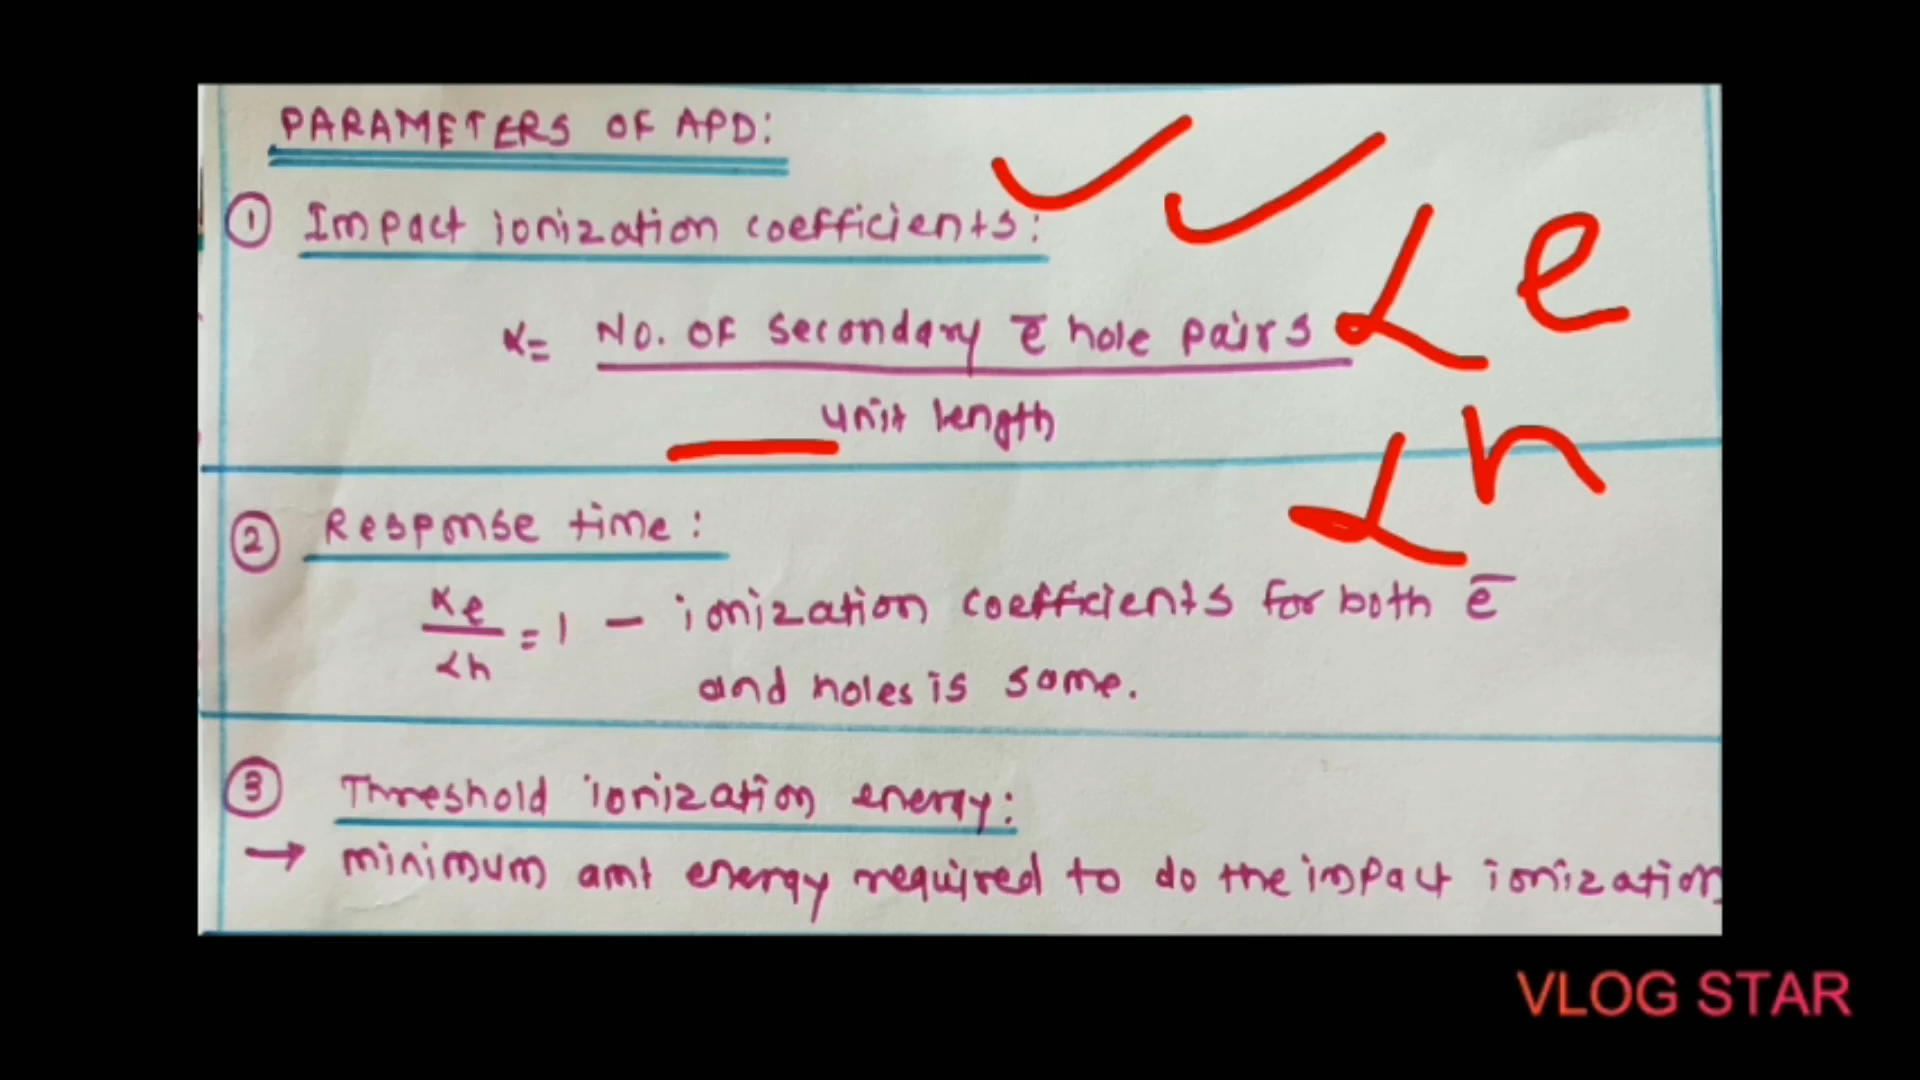 PARAMETERS OF APD:
① Impact ionization coefficients:
α = No. of secondary e̅ hole pairs
unit length
αe
αh
② Response time:
αe
αh = 1 – ionization coefficients for both e̅
and holes is same.
③ Threshold ionization energy:
→ minimum amt energy required to do the impact ionization
VLOG STAR